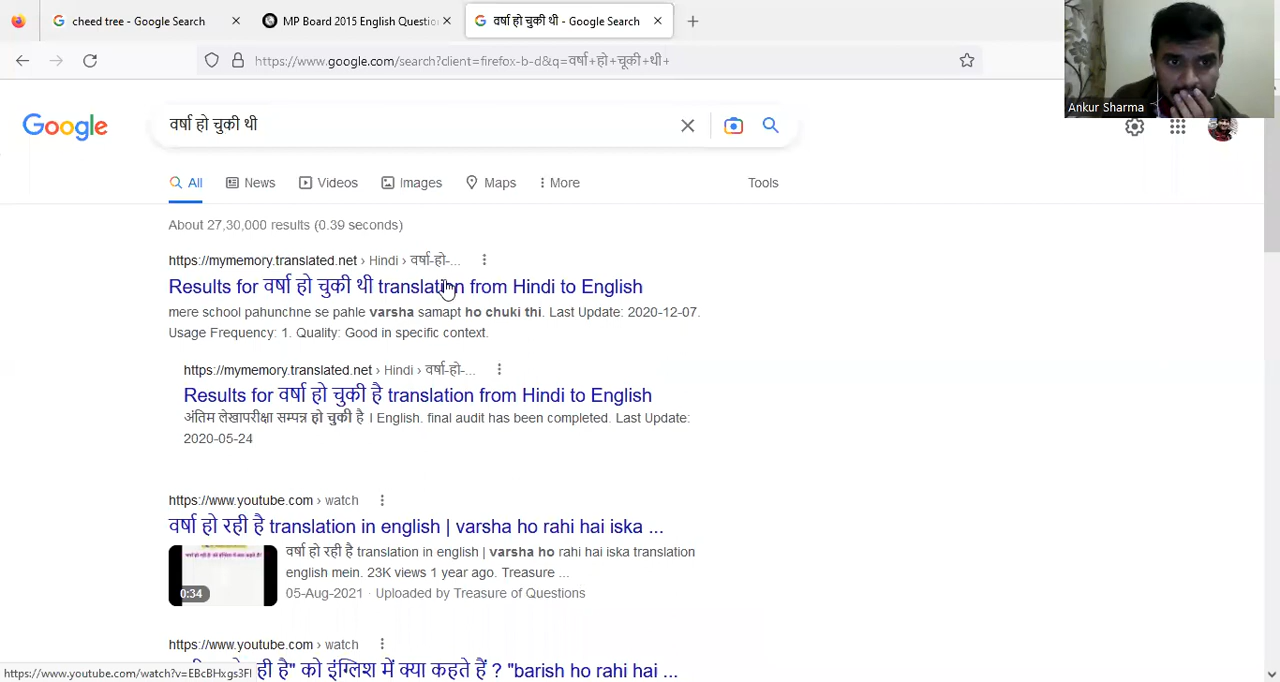 cheed tree - Google Search
MP Board 2015 English Questio
वर्षा हो चुकी थी - Google Search
https://www.google.com/search?client=firefox-b-d&q=वर्षा+हो+चूकी+थी+
Ankur Sharma
Google
वर्षा हो चुकी थी
All
News
Videos
Images
Maps
More
Tools
About 27,30,000 results (0.39 seconds)
https://mymemory.translated.net › Hindi › वर्षा-हो-...
Results for वर्षा हो चुकी थी translation from Hindi to English
mere school pahunchne se pahle varsha samapt ho chuki thi. Last Update: 2020-12-07.
Usage Frequency: 1. Quality: Good in specific context.
https://mymemory.translated.net › Hindi › वर्षा-हो-...
Results for वर्षा हो चुकी है translation from Hindi to English
अंतिम लेखापरीक्षा सम्पन्न हो चुकी है । English. final audit has been completed. Last Update:
2020-05-24
https://www.youtube.com › watch
वर्षा हो रही है translation in english | varsha ho rahi hai iska ...
वर्षा हो रही है translation in english | varsha ho rahi hai iska translation
english mein. 23K views 1 year ago. Treasure ...
0:34
05-Aug-2021 · Uploaded by Treasure of Questions
https://www.youtube.com › watch
ही है" को इंग्लिश में क्या कहते हैं ? "barish ho rahi hai ...
https://www.youtube.com/watch?v=EBcBHxgs3FI